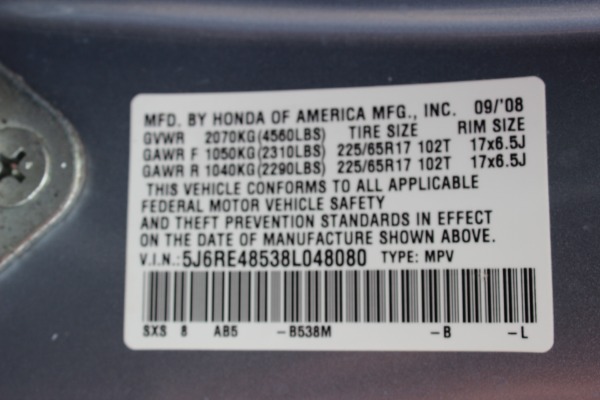 MFD. BY HONDA OF AMERICA MFG., INC. 09/'08
GVWR 2070KG(4560LBS) TIRE SIZE RIM SIZE
GAWR F 1050KG(2310LBS) 225/65R17 102T 17x6.5J
GAWR R 1040KG(2290LBS) 225/65R17 102T 17x6.5J
THIS VEHICLE CONFORMS TO ALL APPLICABLE
FEDERAL MOTOR VEHICLE SAFETY
AND THEFT PREVENTION STANDARDS IN EFFECT
ON THE DATE OF MANUFACTURE SHOWN ABOVE.
V.I.N.:5J6RE48538L048080 TYPE: MPV
SXS 8 AB5 -B538M -B -L